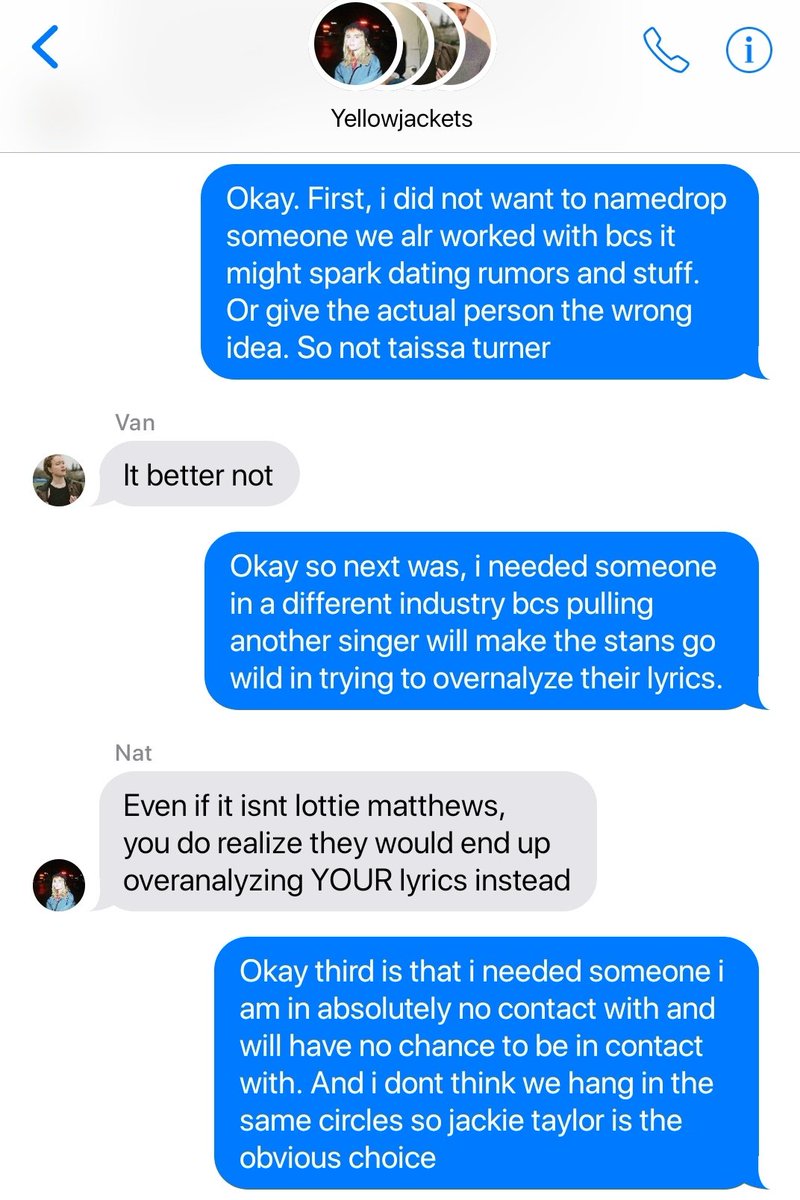 Yellowjackets
Okay. First, i did not want to namedrop
someone we alr worked with bcs it
might spark dating rumors and stuff.
Or give the actual person the wrong
idea. So not taissa turner
Van
It better not
Okay so next was, i needed someone
in a different industry bcs pulling
another singer will make the stans go
wild in trying to overnalyze their lyrics.
Nat
Even if it isnt lottie matthews,
you do realize they would end up
overanalyzing YOUR lyrics instead
Okay third is that i needed someone i
am in absolutely no contact with and
will have no chance to be in contact
with. And i dont think we hang in the
same circles so jackie taylor is the
obvious choice